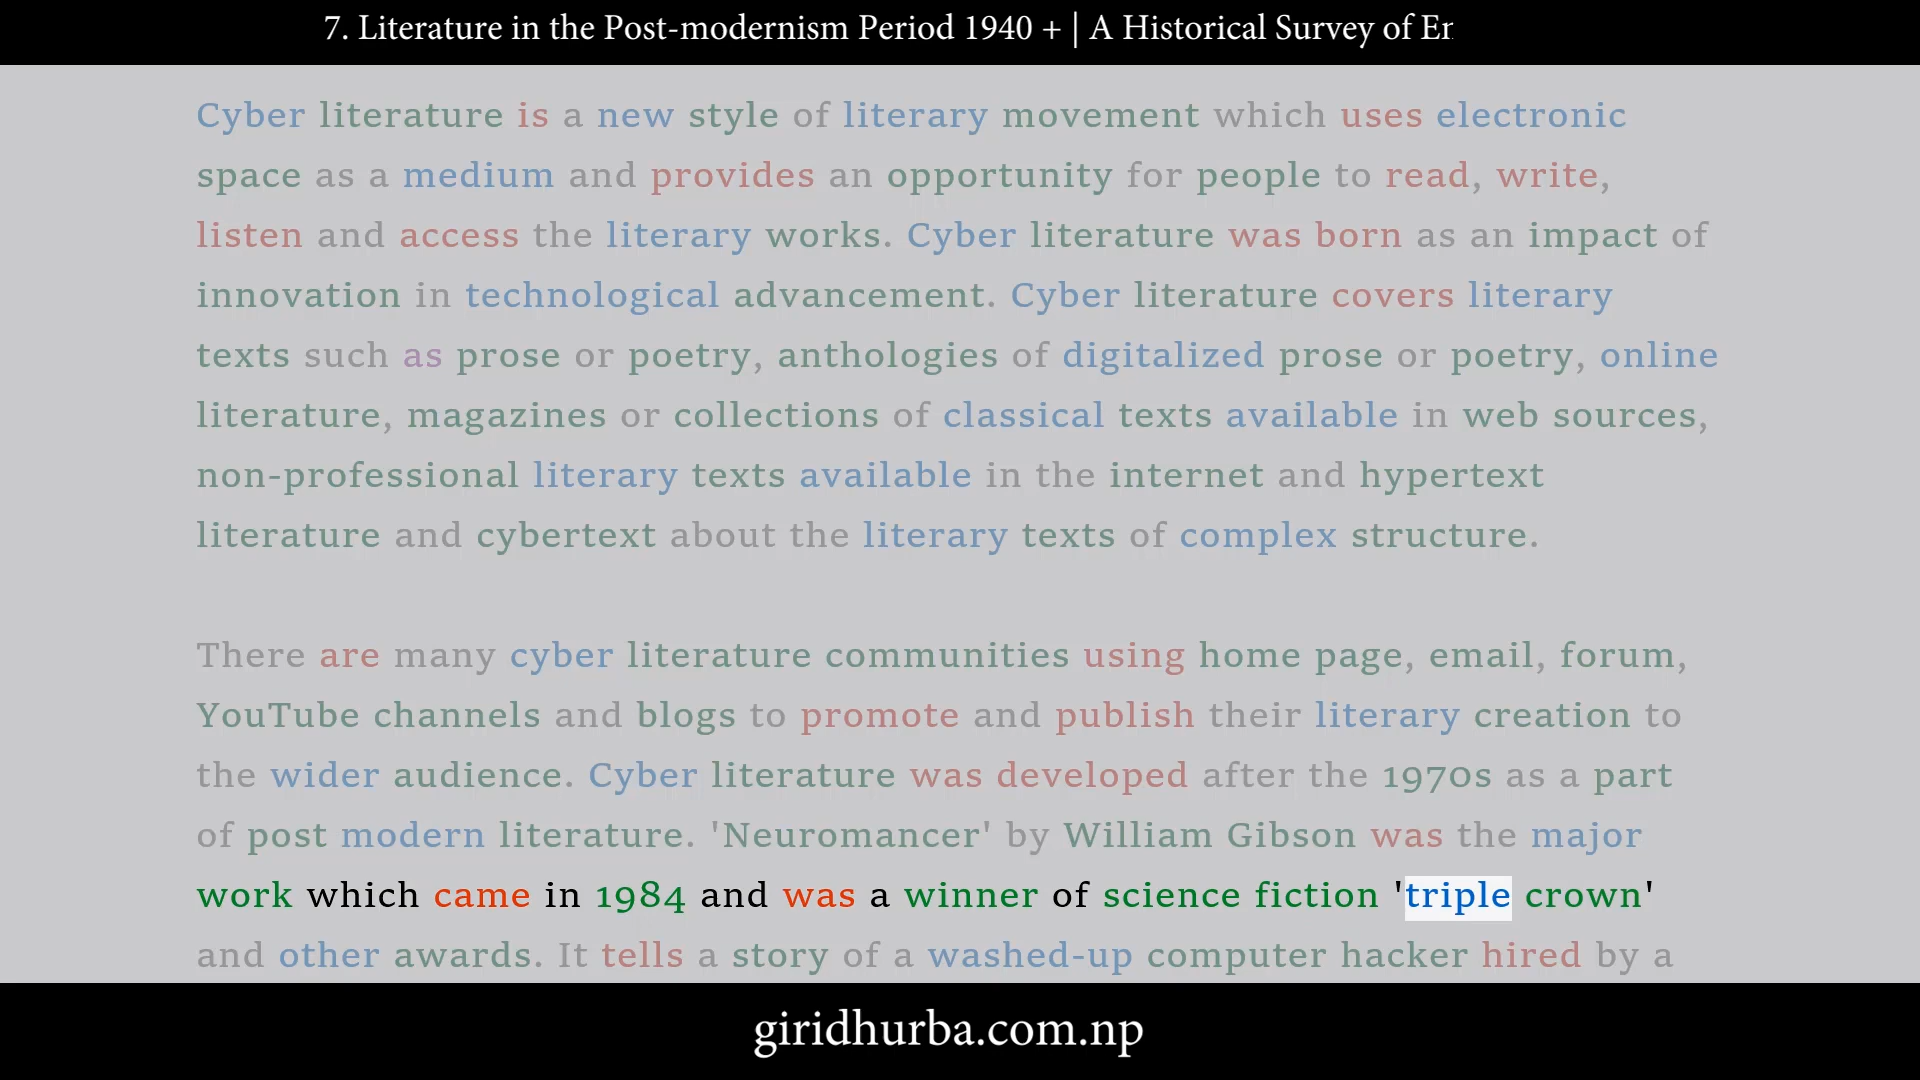 7. Literature in the Post-modernism Period 1940 + | A Historical Survey of En
Cyber literature is a new style of literary movement which uses electronic
space as a medium and provides an opportunity for people to read, write,
listen and access the literary works. Cyber literature was born as an impact of
innovation in technological advancement. Cyber literature covers literary
texts such as prose or poetry, anthologies of digitalized prose or poetry, online
literature, magazines or collections of classical texts available in web sources,
non-professional literary texts available in the internet and hypertext
literature and cybertext about the literary texts of complex structure.
There are many cyber literature communities using home page, email, forum,
YouTube channels and blogs to promote and publish their literary creation to
the wider audience. Cyber literature was developed after the 1970s as a part
of post modern literature. 'Neuromancer' by William Gibson was the major
work which came in 1984 and was a winner of science fiction 'triple crown'
and other awards. It tells a story of a washed-up computer hacker hired by a
giridhurba.com.np